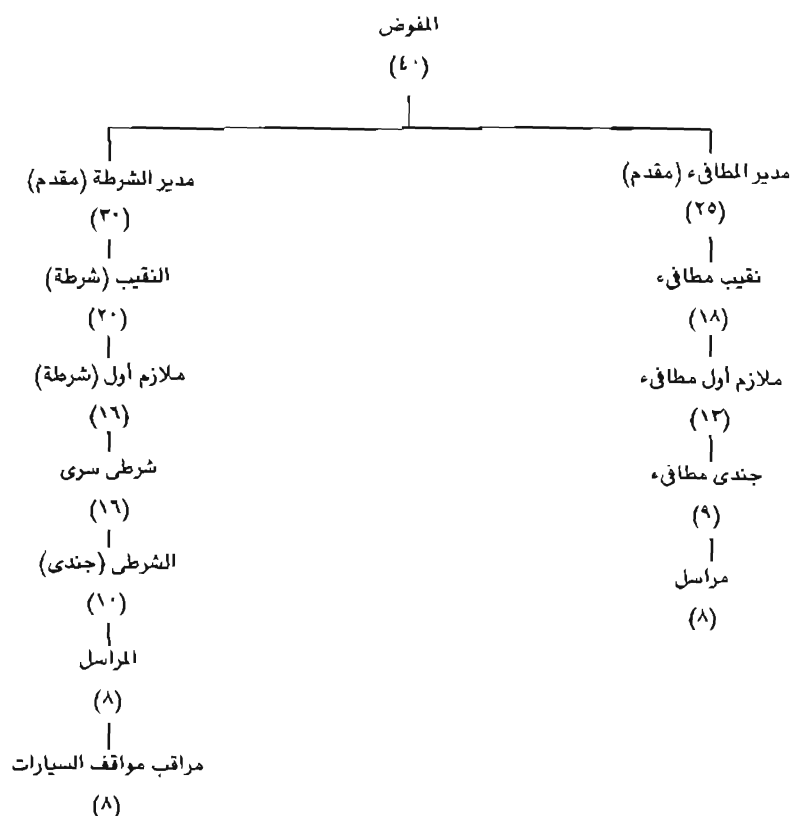 المفوض
(٤٠)
مدير المطافىء (مقدم)
(٢٥)
نقيب مطافىء
(١٨)
ملازم أول مطافىء
(١٣)
جندى مطافىء
(٩)
مراسل
(٨)
مدير الشرطة (مقدم)
(٣٠)
النقيب (شرطة)
(٢٠)
ملازم أول (شرطة)
(١٦)
شرطى سرى
(١٦)
الشرطى (جندى)
(١٠)
المراسل
(٨)
مراقب مواقف السيارات
(٨)